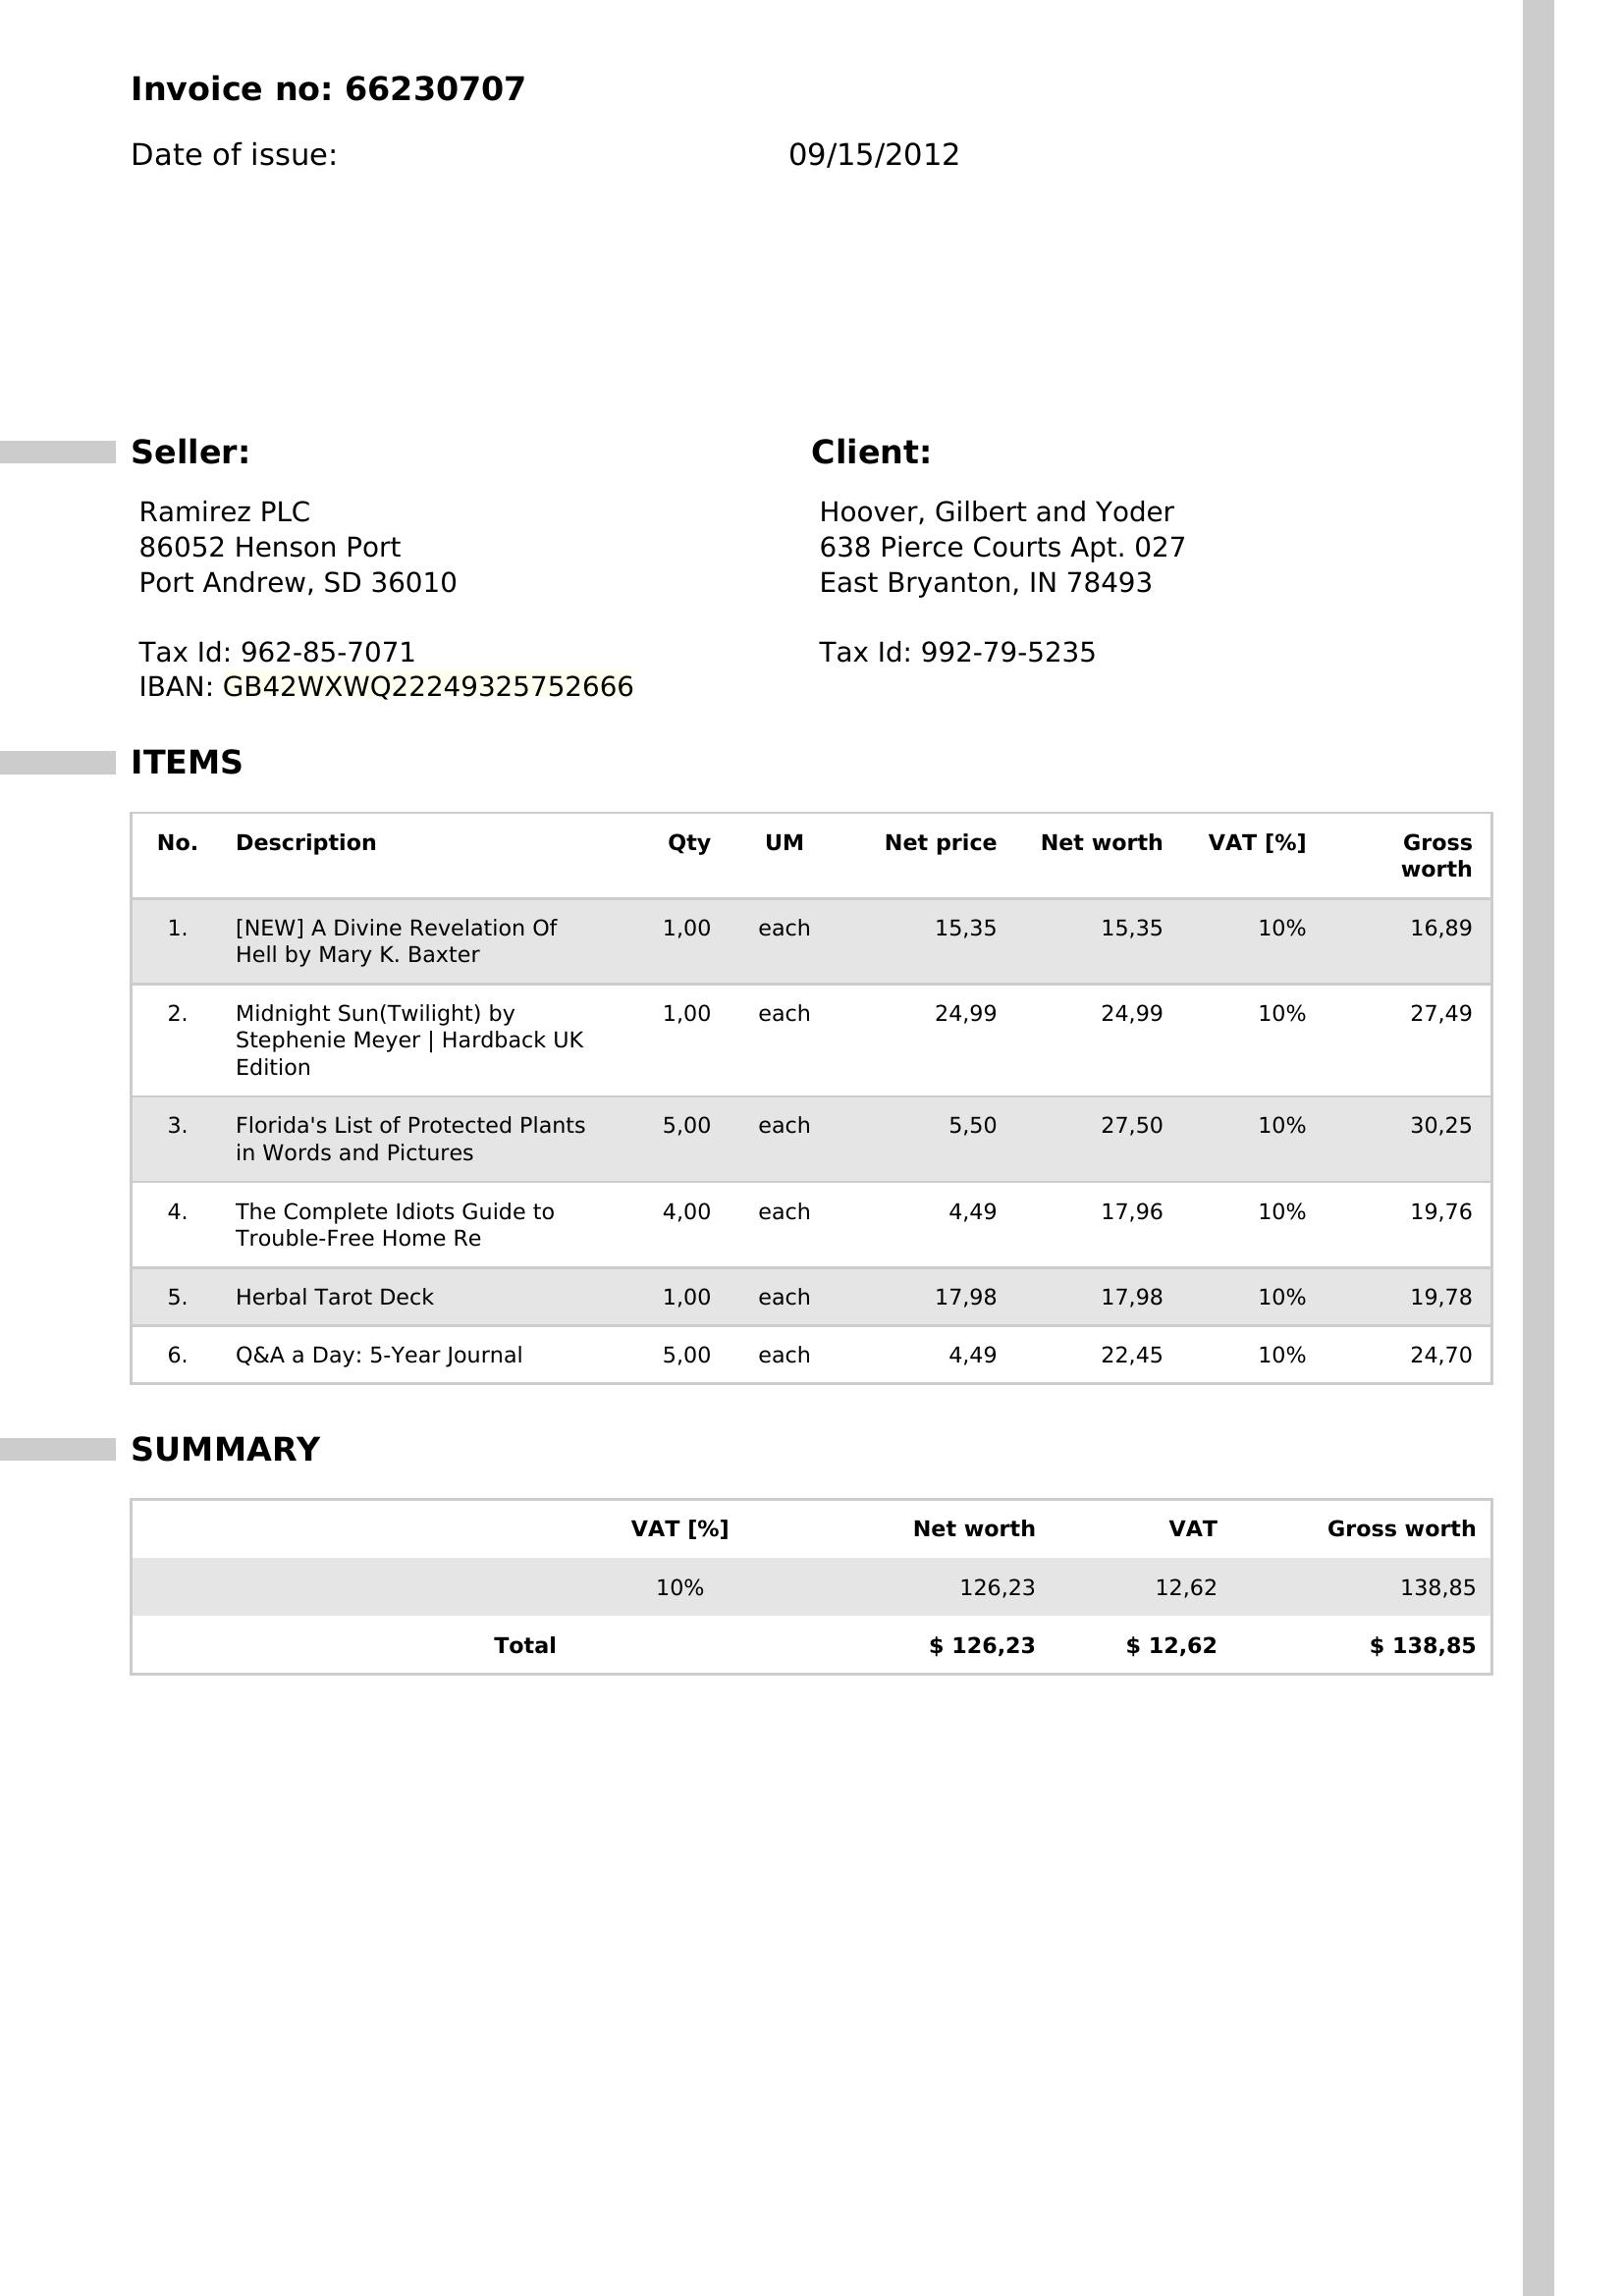 Invoice no: 66230707
Date of issue: 09/15/2012
Seller:
Ramirez PLC
86052 Henson Port
Port Andrew, SD 36010
Tax Id: 962-85-7071
IBAN: GB42WXWQ22249325752666
Client:
Hoover, Gilbert and Yoder
638 Pierce Courts Apt. 027
East Bryanton, IN 78493
Tax Id: 992-79-5235
ITEMS
No. Description Qty UM Net price Net worth VAT [%] Gross
worth
1. [NEW] A Divine Revelation Of 1,00 each 15,35 15,35 10% 16,89
Hell by Mary K. Baxter
2. Midnight Sun(Twilight) by 1,00 each 24,99 24,99 10% 27,49
Stephenie Meyer | Hardback UK
Edition
3. Florida's List of Protected Plants 5,00 each 5,50 27,50 10% 30,25
in Words and Pictures
4. The Complete Idiots Guide to 4,00 each 4,49 17,96 10% 19,76
Trouble-Free Home Re
5. Herbal Tarot Deck 1,00 each 17,98 17,98 10% 19,78
6. Q&A a Day: 5-Year Journal 5,00 each 4,49 22,45 10% 24,70
SUMMARY
VAT [%] Net worth VAT Gross worth
10% 126,23 12,62 138,85
Total $ 126,23 $ 12,62 $ 138,85